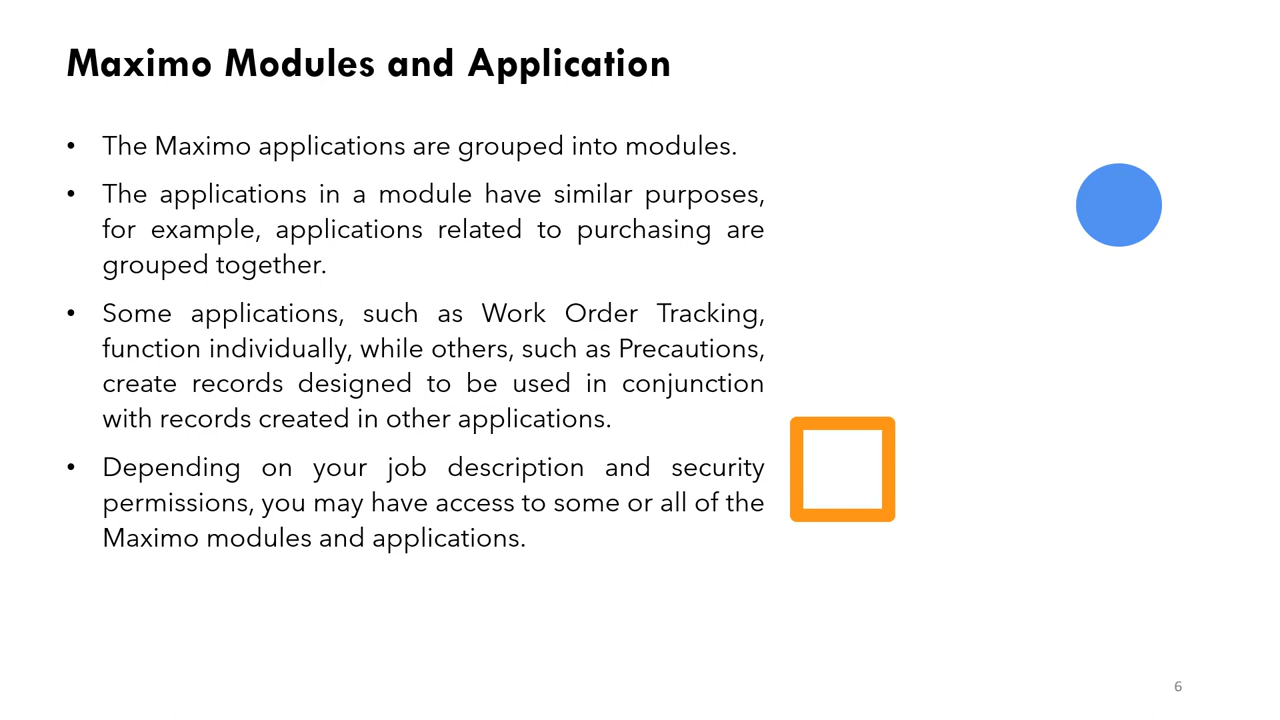 Maximo Modules and Application
• The Maximo applications are grouped into modules.
• The applications in a module have similar purposes,
for example, applications related to purchasing are
grouped together.
• Some applications, such as Work Order Tracking,
function individually, while others, such as Precautions,
create records designed to be used in conjunction
with records created in other applications.
• Depending on your job description and security
permissions, you may have access to some or all of the
Maximo modules and applications.
6